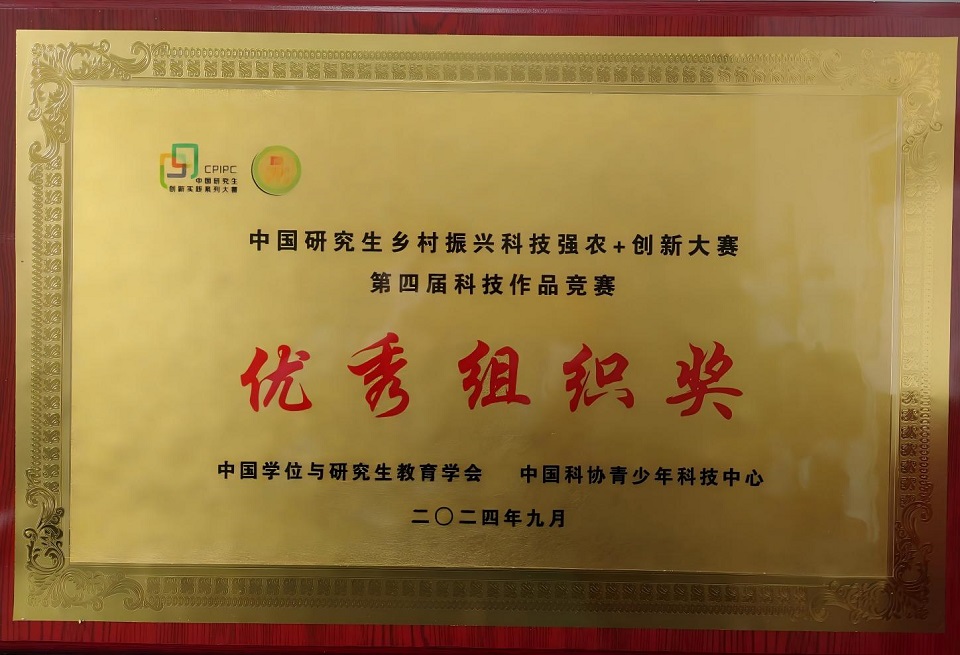 CPIPC
中国研究生
创新实践系列大赛
中国研究生乡村振兴科技强农+创新大赛
第四届科技作品竞赛
优秀组织奖
中国学位与研究生教育学会 中国科协青少年科技中心
二〇二四年九月